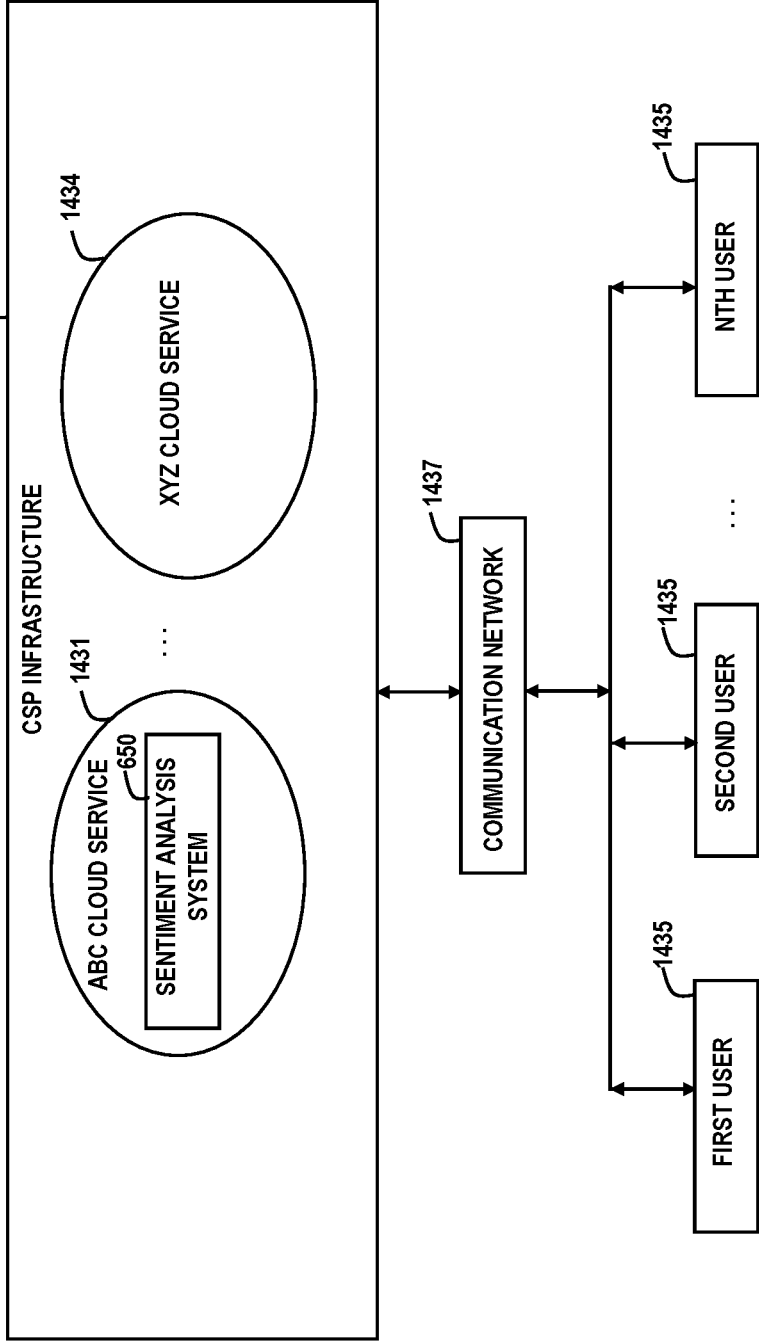 CSP INFRASTRUCTURE
1431
ABC CLOUD SERVICE
650
SENTIMENT ANALYSIS
SYSTEM
...
1434
XYZ CLOUD SERVICE
1437
COMMUNICATION NETWORK
1435
FIRST USER
1435
SECOND USER
...
1435
NTH USER